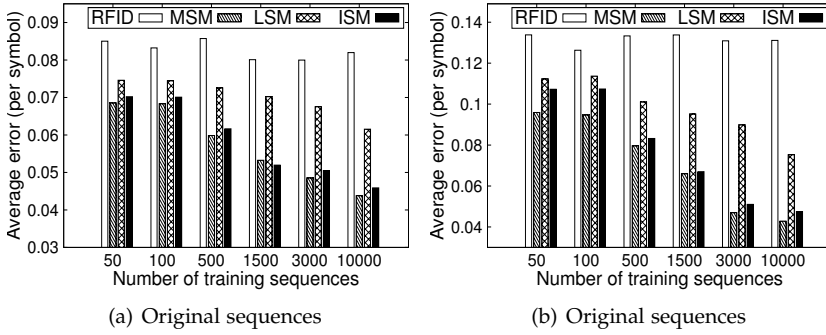 RFID MSM LSM ISM
Average error (per symbol)
0.09
0.08
0.07
0.06
0.05
0.04
0.03
50 100 500 1500 3000 10000
Number of training sequences
(a) Original sequences
RFID MSM LSM ISM
Average error (per symbol)
0.14
0.12
0.1
0.08
0.06
0.04
50 100 500 1500 3000 10000
Number of training sequences
(b) Original sequences